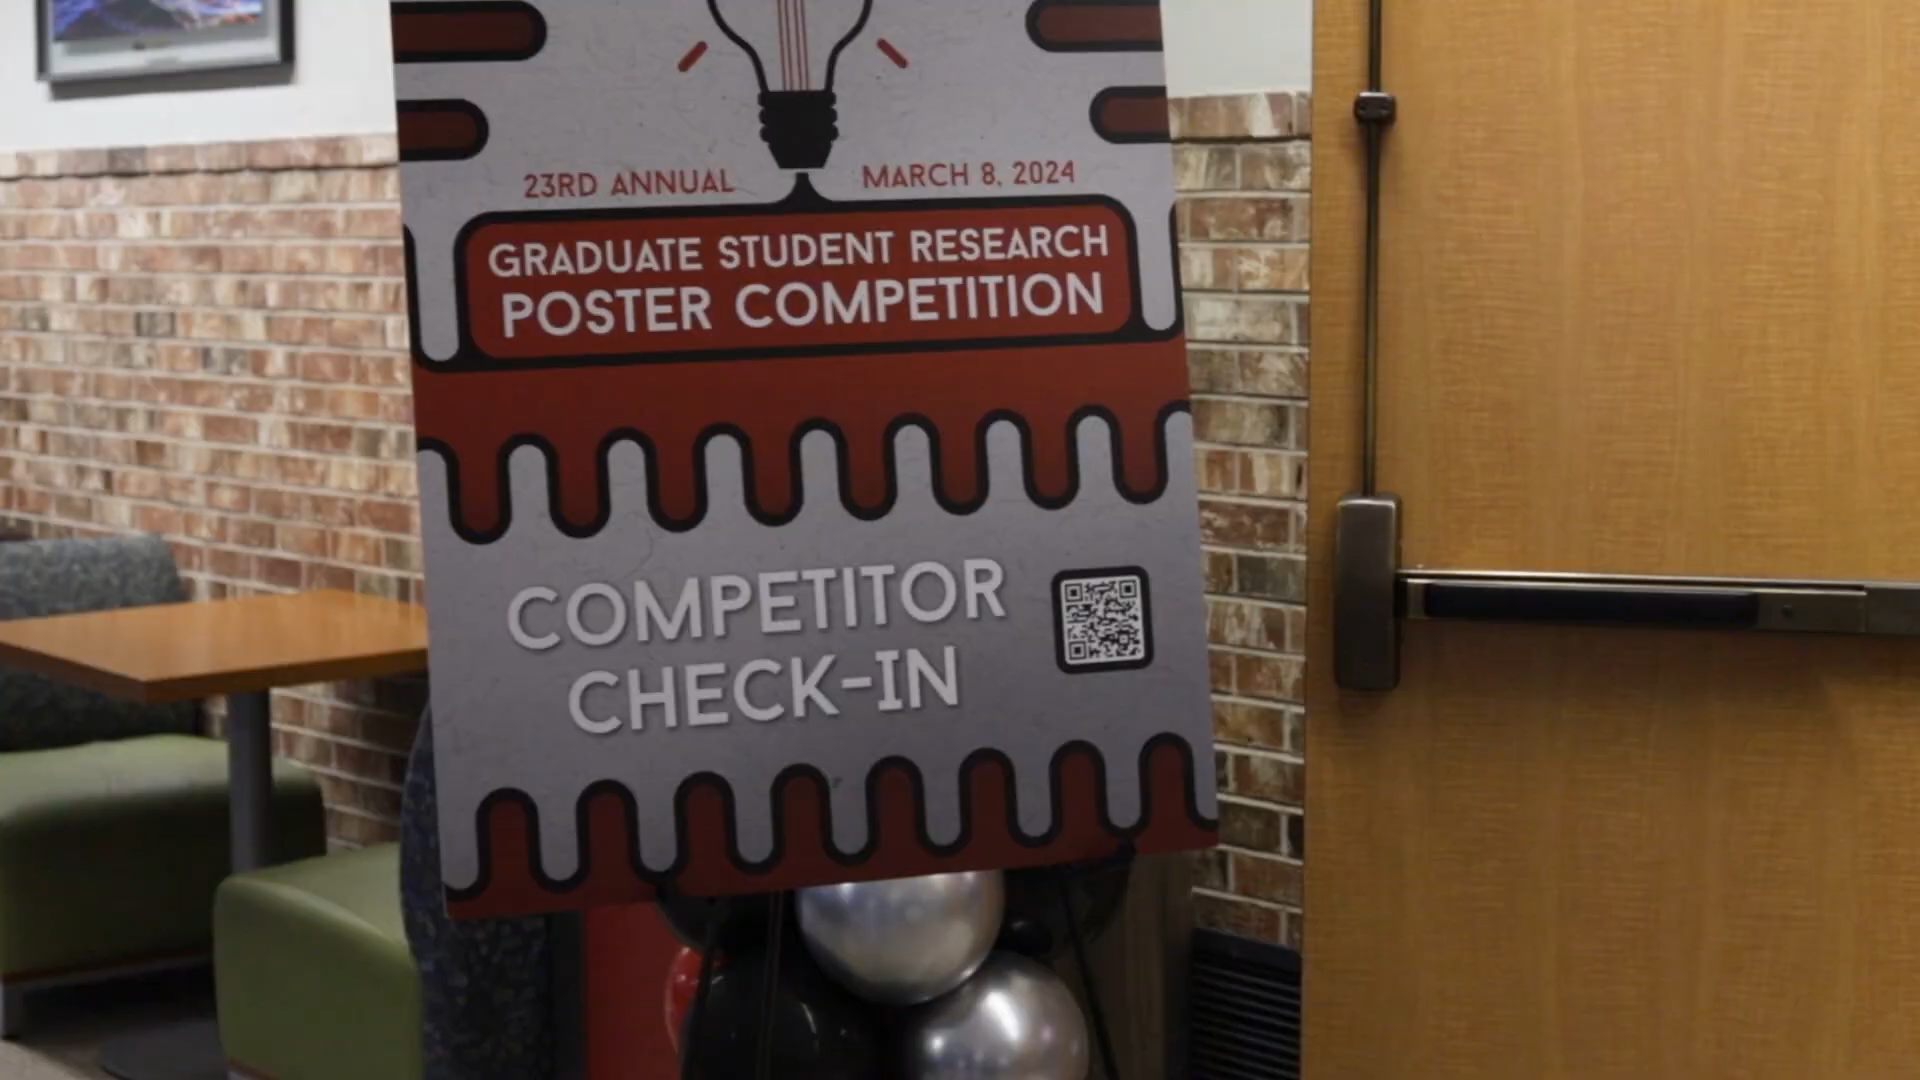 23RD ANNUAL MARCH 8, 2024
GRADUATE STUDENT RESEARCH
POSTER COMPETITION
COMPETITOR
CHECK-IN